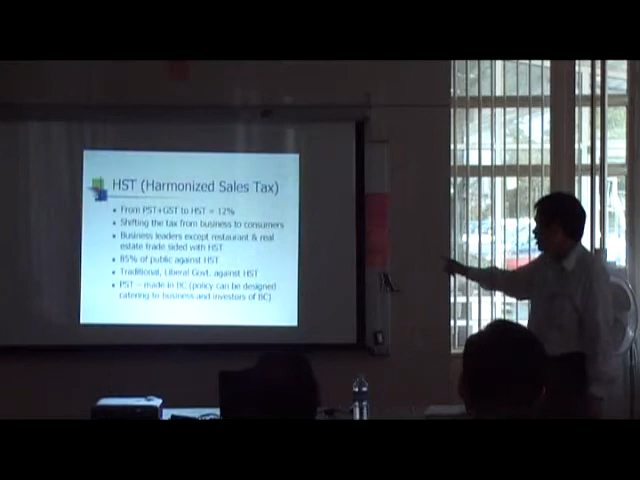 HST (Harmonized Sales Tax)
From PST+GST to HST = 12%
Shifting the tax from business to consumers
Business leaders except restaurant & real
estate trade sided with HST
85% of public against HST
Traditional, Liberal Govt. against HST
PST – made in BC (policy can be designed
catering to business and investors of BC)